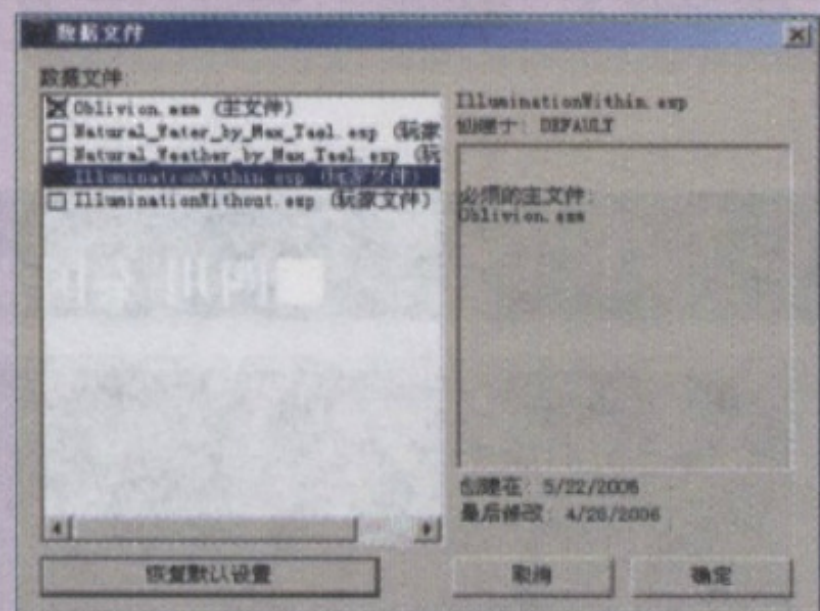 数据文件
数据文件:
Oblivion.esm (主文件)
Natural_Water_by_Max_Tael.esp (玩家
Natural_Weather_by_Max_Tael.esp (玩
IlluminationWithin.esp (玩家文件)
IlluminationWithout.esp (玩家文件)
恢复默认设置
IlluminationWithin.esp
创建于: DEFAULT
必须的主文件:
Oblivion.esm
创建在: 5/22/2006
最后修改: 4/26/2006
取消
确定